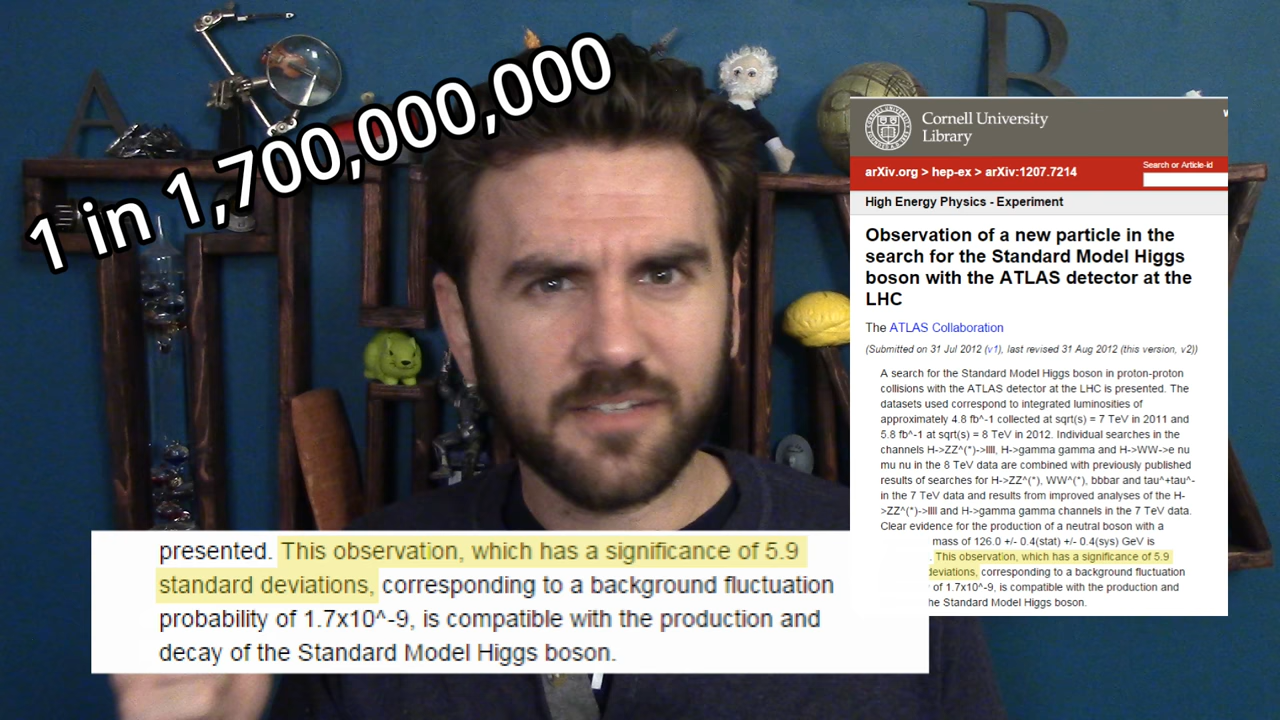 1 in 1,700,000,000
A
B
Cornell University
Library
Search or Article-id
arXiv.org > hep-ex > arXiv:1207.7214
High Energy Physics - Experiment
Observation of a new particle in the
search for the Standard Model Higgs
boson with the ATLAS detector at the
LHC
The ATLAS Collaboration
(Submitted on 31 Jul 2012 (v1), last revised 31 Aug 2012 (this version, v2))
A search for the Standard Model Higgs boson in proton-proton
collisions with the ATLAS detector at the LHC is presented. The
datasets used correspond to integrated luminosities of
approximately 4.8 fb^-1 collected at sqrt(s) = 7 TeV in 2011 and
5.8 fb^-1 at sqrt(s) = 8 TeV in 2012. Individual searches in the
channels H->ZZ^(*)->llll, H->gamma gamma and H->WW->e nu
mu nu in the 8 TeV data are combined with previously published
results of searches for H->ZZ^(*), WW^(*), bbbar and tau^+tau^-
in the 7 TeV data and results from improved analyses of the H-
>ZZ^(*)->llll and H->gamma gamma channels in the 7 TeV data.
Clear evidence for the production of a neutral boson with a
mass of 126.0 +/- 0.4(stat) +/- 0.4(sys) GeV is
. This observation, which has a significance of 5.9
deviations, corresponding to a background fluctuation
of 1.7x10^-9, is compatible with the production and
he Standard Model Higgs boson.
presented. This observation, which has a significance of 5.9
standard deviations, corresponding to a background fluctuation
probability of 1.7x10^-9, is compatible with the production and
decay of the Standard Model Higgs boson.